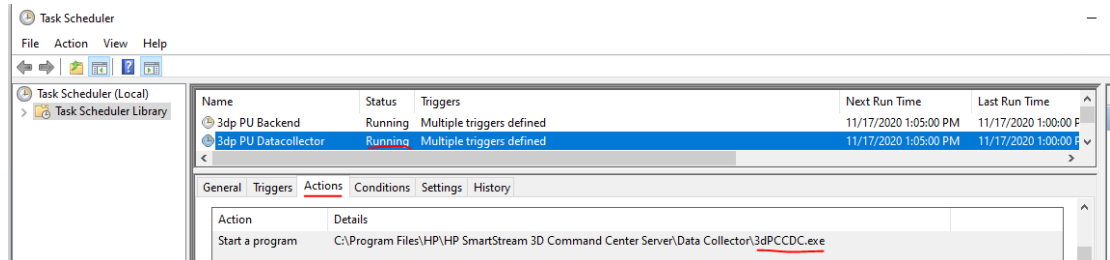 Task Scheduler
File Action View Help
Task Scheduler (Local)
Task Scheduler Library
Name Status Triggers Next Run Time Last Run Time
3dp PU Backend Running Multiple triggers defined 11/17/2020 1:05:00 PM 11/17/2020 1:00:00 P
3dp PU Datacollector Running Multiple triggers defined 11/17/2020 1:05:00 PM 11/17/2020 1:00:00 P
General Triggers Actions Conditions Settings History
Action Details
Start a program C:\Program Files\HP\HP SmartStream 3D Command Center Server\Data Collector\3dPCCDC.exe